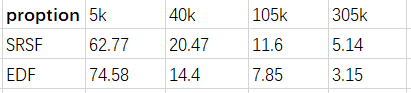 proption 5k 40k 105k 305k
SRSF 62.77 20.47 11.6 5.14
EDF 74.58 14.4 7.85 3.15